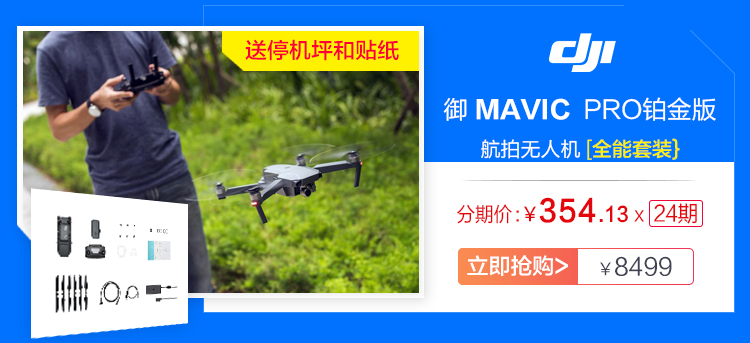 送停机坪和贴纸
dji
御 MAVIC PRO铂金版
航拍无人机 [全能套装}
分期价:￥354.13 x 24期
立即抢购> ￥8499